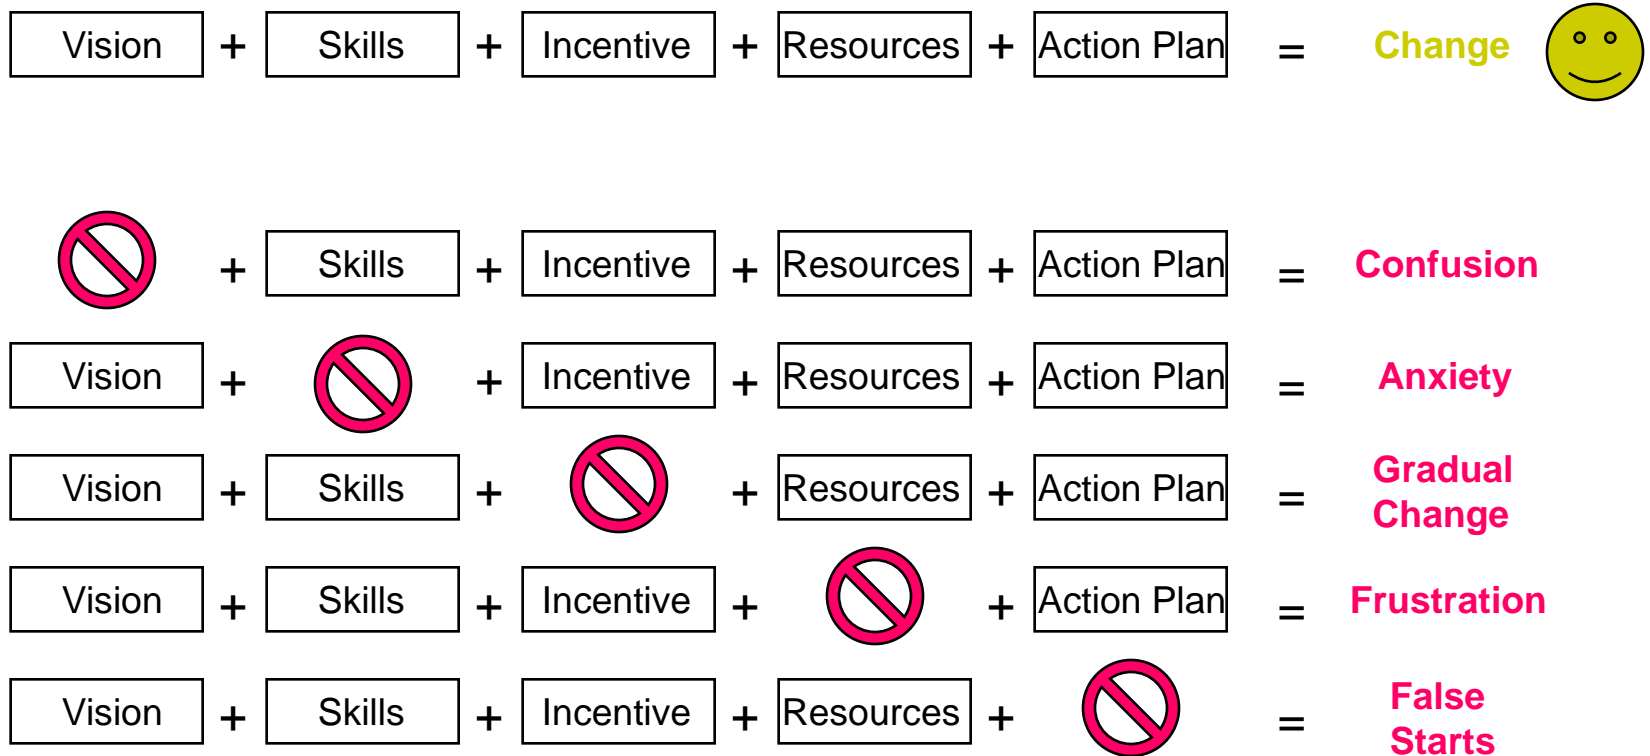 Vision + Skills + Incentive + Resources + Action Plan = Change
+ Skills + Incentive + Resources + Action Plan = Confusion
Vision + + Incentive + Resources + Action Plan = Anxiety
Vision + Skills + + Resources + Action Plan = Gradual
Change
Vision + Skills + Incentive + + Action Plan = Frustration
Vision + Skills + Incentive + Resources + = False
Starts